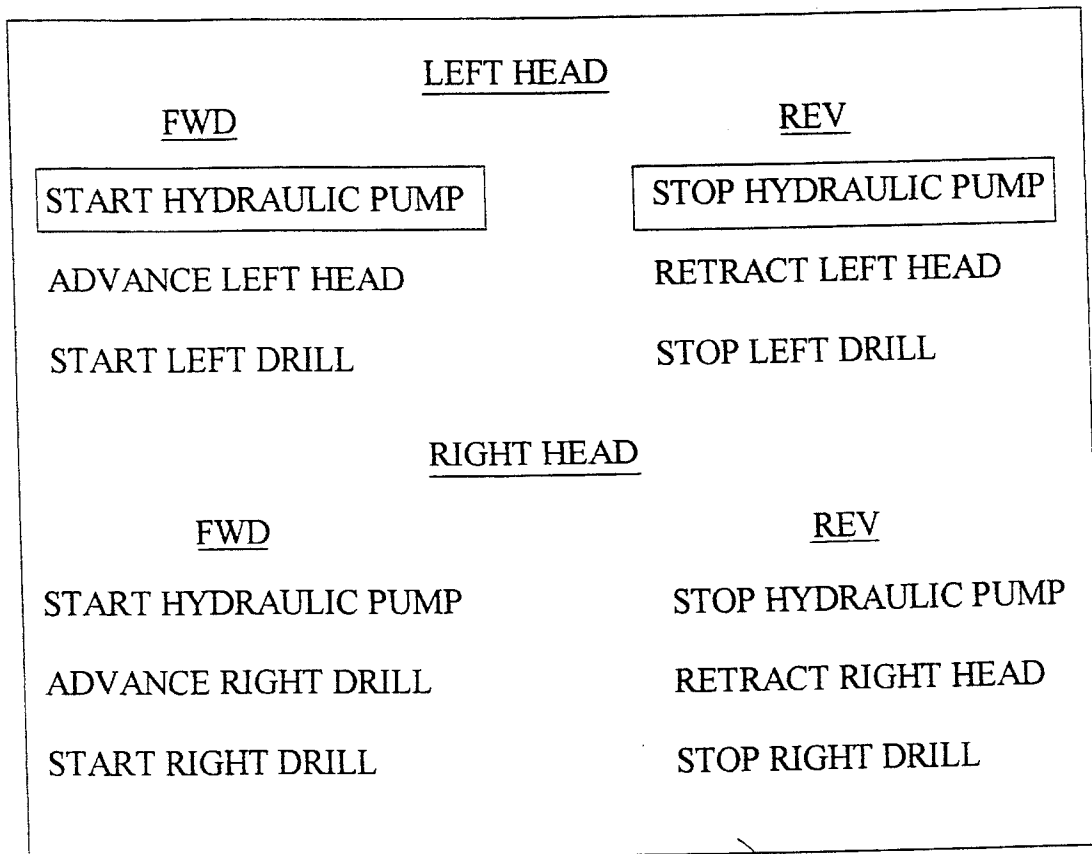 LEFT HEAD
FWD REV
START HYDRAULIC PUMP STOP HYDRAULIC PUMP
ADVANCE LEFT HEAD RETRACT LEFT HEAD
START LEFT DRILL STOP LEFT DRILL
RIGHT HEAD
FWD REV
START HYDRAULIC PUMP STOP HYDRAULIC PUMP
ADVANCE RIGHT DRILL RETRACT RIGHT HEAD
START RIGHT DRILL STOP RIGHT DRILL